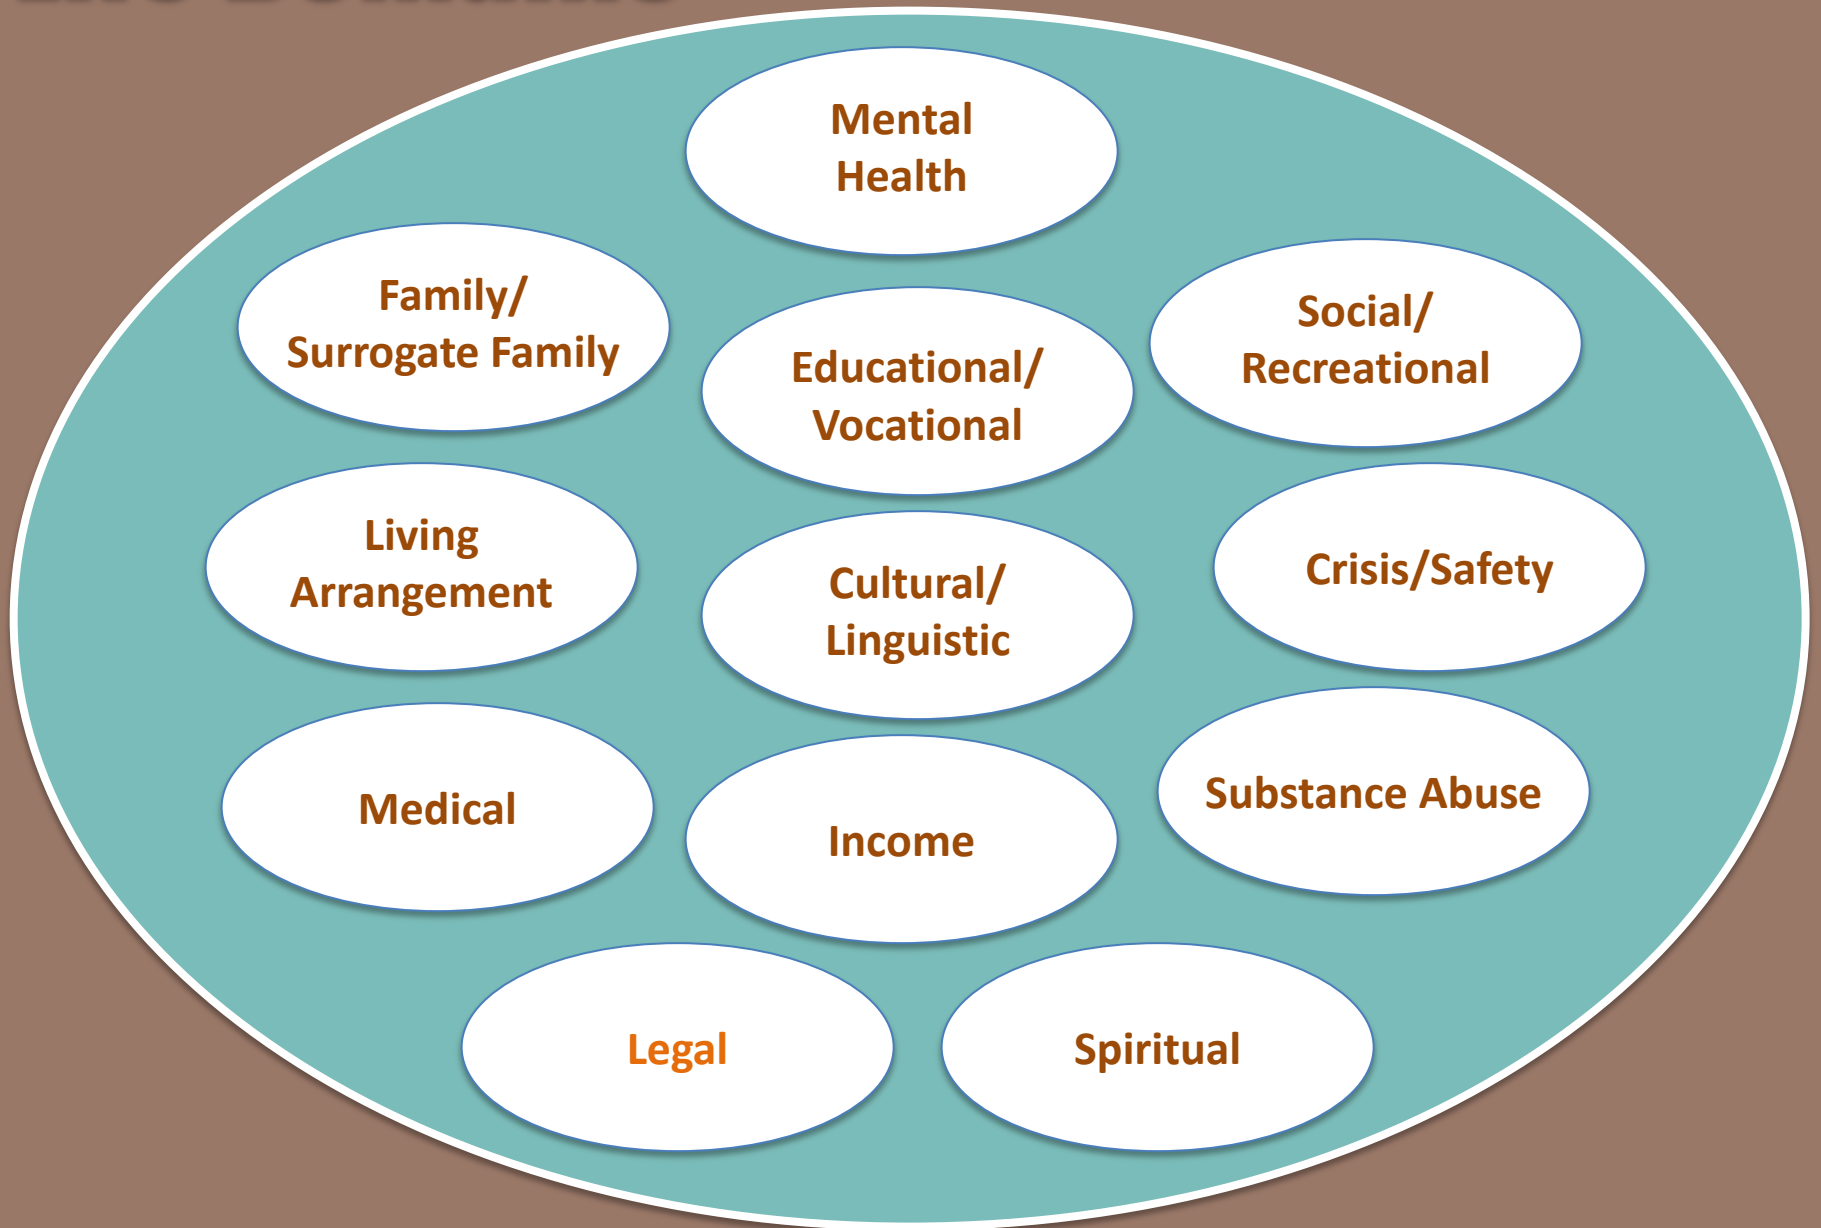 Mental
Health
Family/
Surrogate Family
Educational/
Vocational
Social/
Recreational
Living
Arrangement
Cultural/
Linguistic
Crisis/Safety
Medical
Income
Substance Abuse
Legal
Spiritual